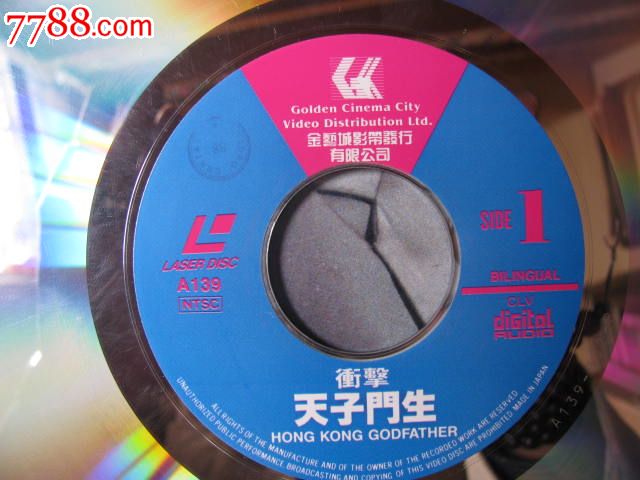 7788.com
Golden Cinema City
Video Distribution Ltd.
金藝城影帶發行
有限公司
LASER DISC
A139
NTSC
SIDE 1
BILINGUAL
CLV
digital
AUDIO
衝擊
天子門生
HONG KONG GODFATHER
ALL RIGHTS OF THE MANUFACTURE AND OF THE OWNER OF THE RECORDED WORK ARE RESERVED
UNAUTHORIZED PUBLIC PERFORMANCE BROADCASTING AND COPYING OF THIS VIDEO DISC ARE PROHIBITED MADE IN JAPAN
A139-